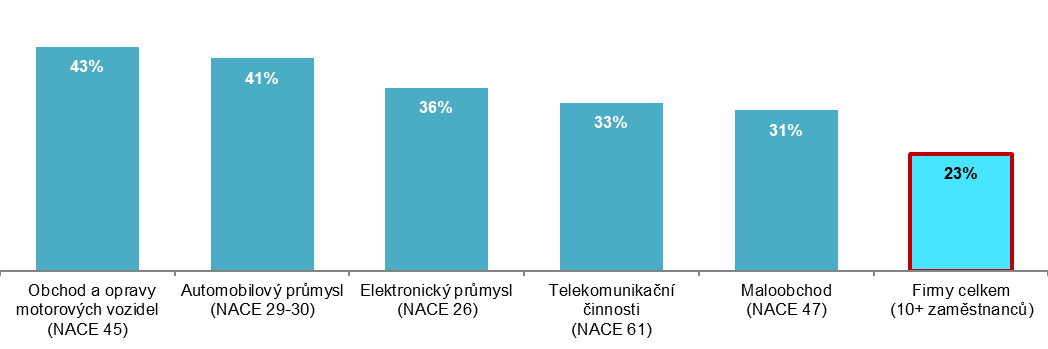 43%
41%
36%
33%
31%
23%
Obchod a opravy
motorových vozidel
(NACE 45)
Automobilový průmysl
(NACE 29-30)
Elektronický průmysl
(NACE 26)
Telekomunikační
činnosti
(NACE 61)
Maloobchod
(NACE 47)
Firmy celkem
(10+ zaměstnanců)